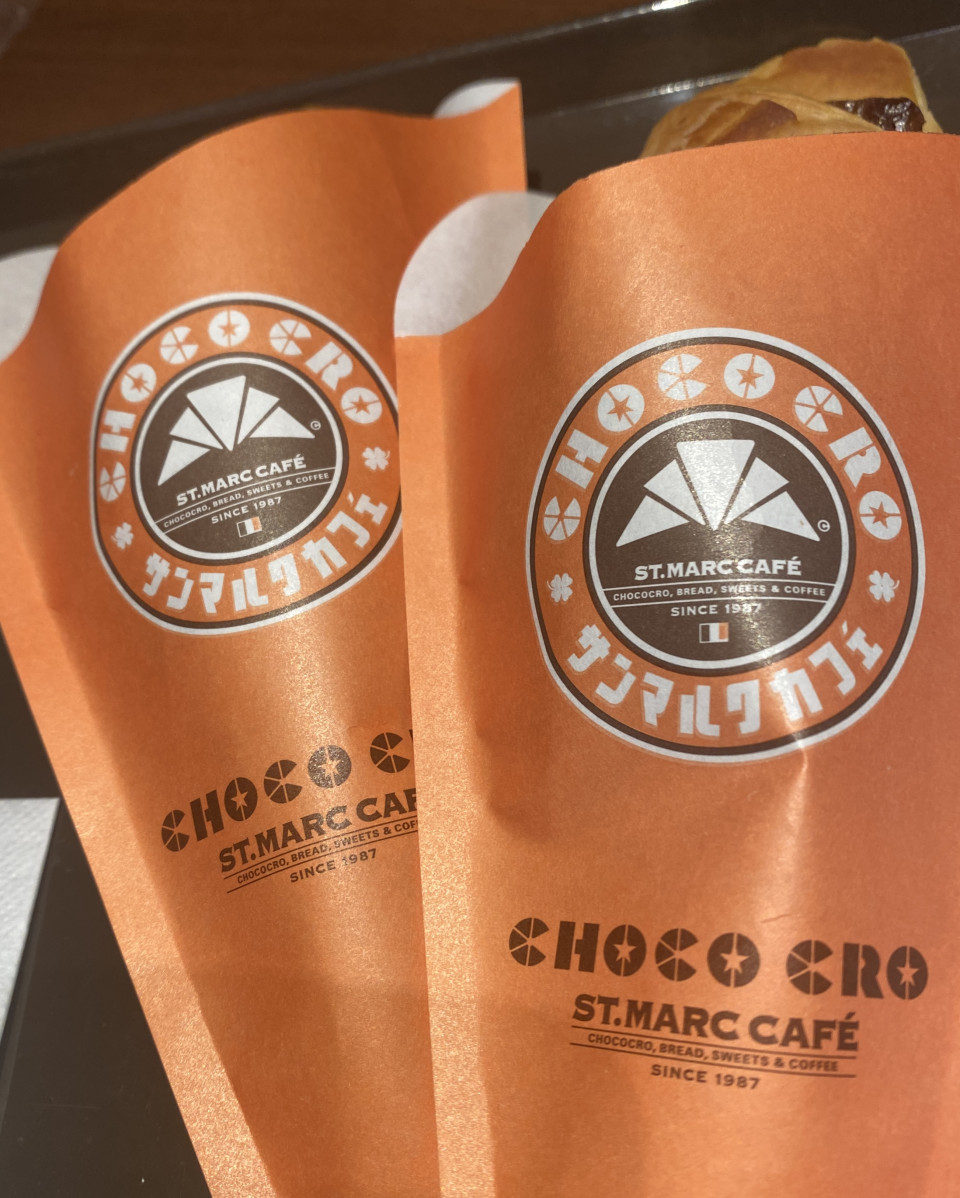 CHOCO CRO
ST.MARC CAFÉ
CHOCOCRO, BREAD, SWEETS & COFFEE
SINCE 1987
サンマルクカフェ
CHOCO C
ST.MARC CAF
CHOCOCRO, BREAD, SWEETS & COF
SINCE 1987
CHOCO CRO
©
ST.MARC CAFÉ
CHOCOCRO, BREAD, SWEETS & COFFEE
SINCE 1987
サンマルクカフェ
CHOCO CRO
ST.MARC CAFÉ
CHOCOCRO, BREAD, SWEETS & COFFEE
SINCE 1987